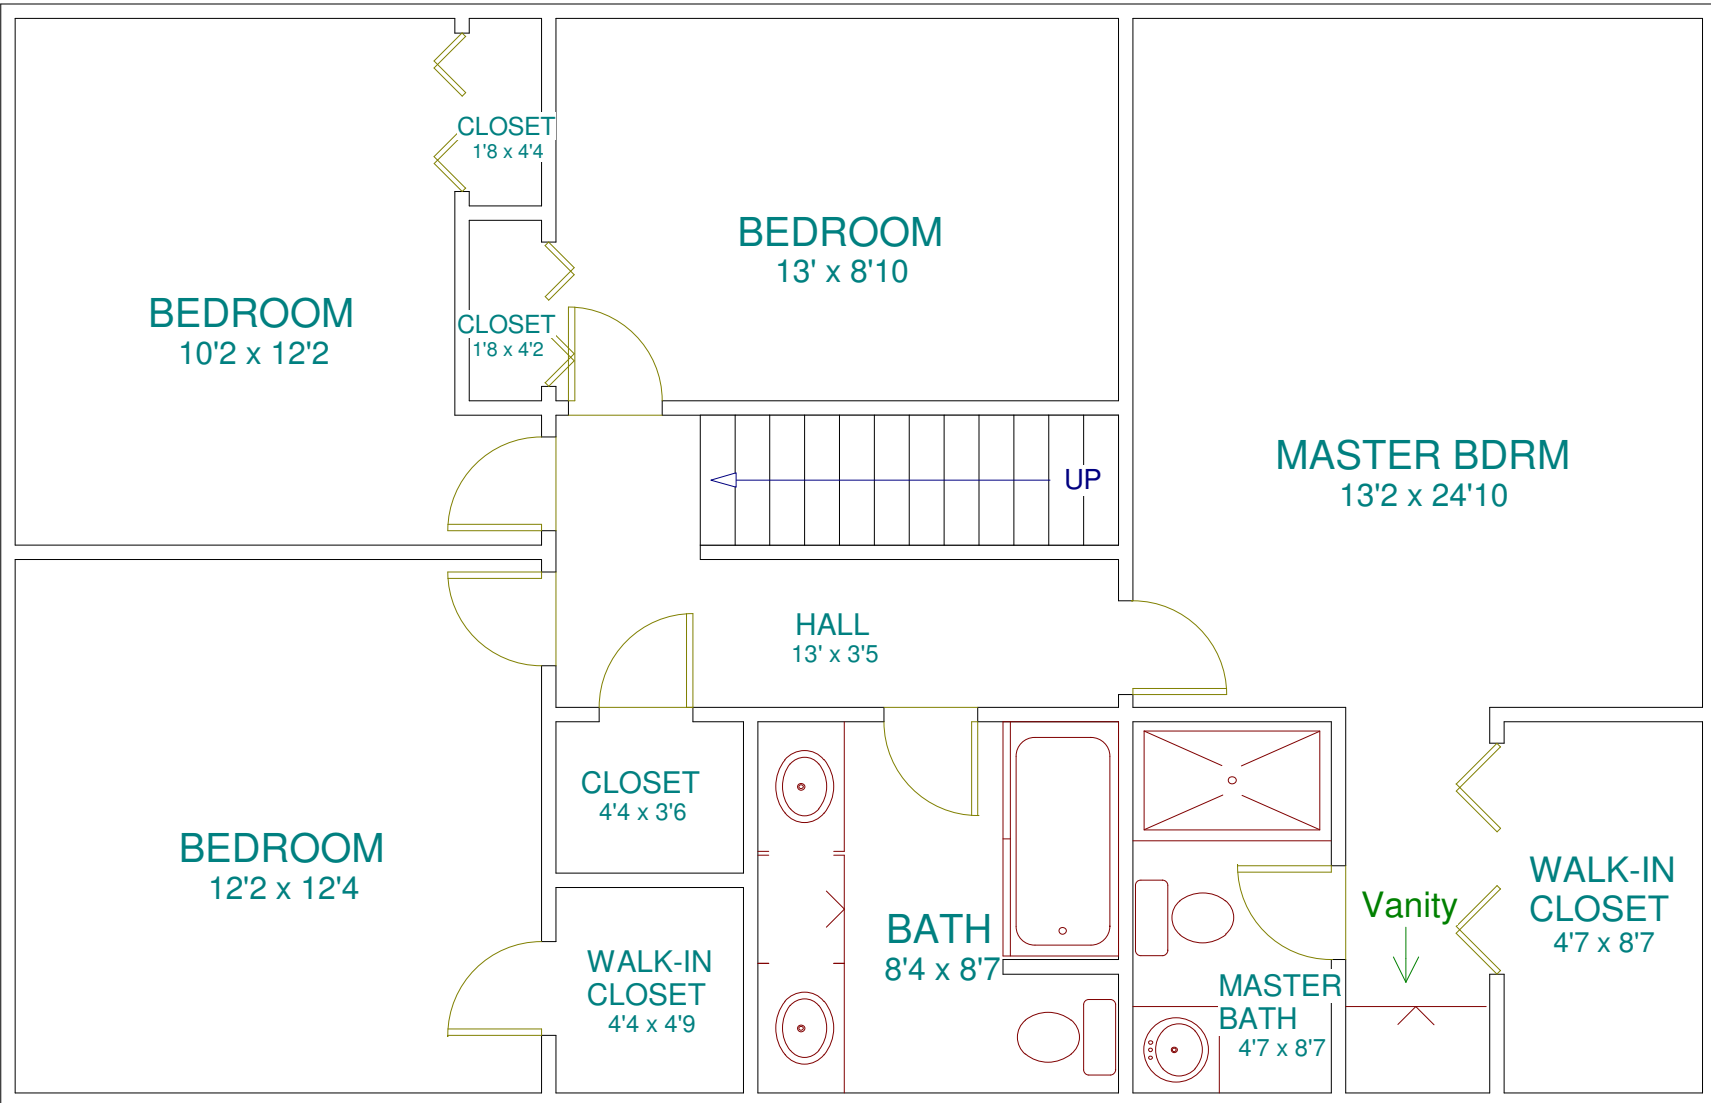 CLOSET
1'8 x 4'4
BEDROOM
13' x 8'10
BEDROOM
10'2 x 12'2
CLOSET
1'8 x 4'2
UP
MASTER BDRM
13'2 x 24'10
HALL
13' x 3'5
CLOSET
4'4 x 3'6
BEDROOM
12'2 x 12'4
WALK-IN
CLOSET
4'4 x 4'9
BATH
8'4 x 8'7
MASTER
BATH
4'7 x 8'7
Vanity
WALK-IN
CLOSET
4'7 x 8'7